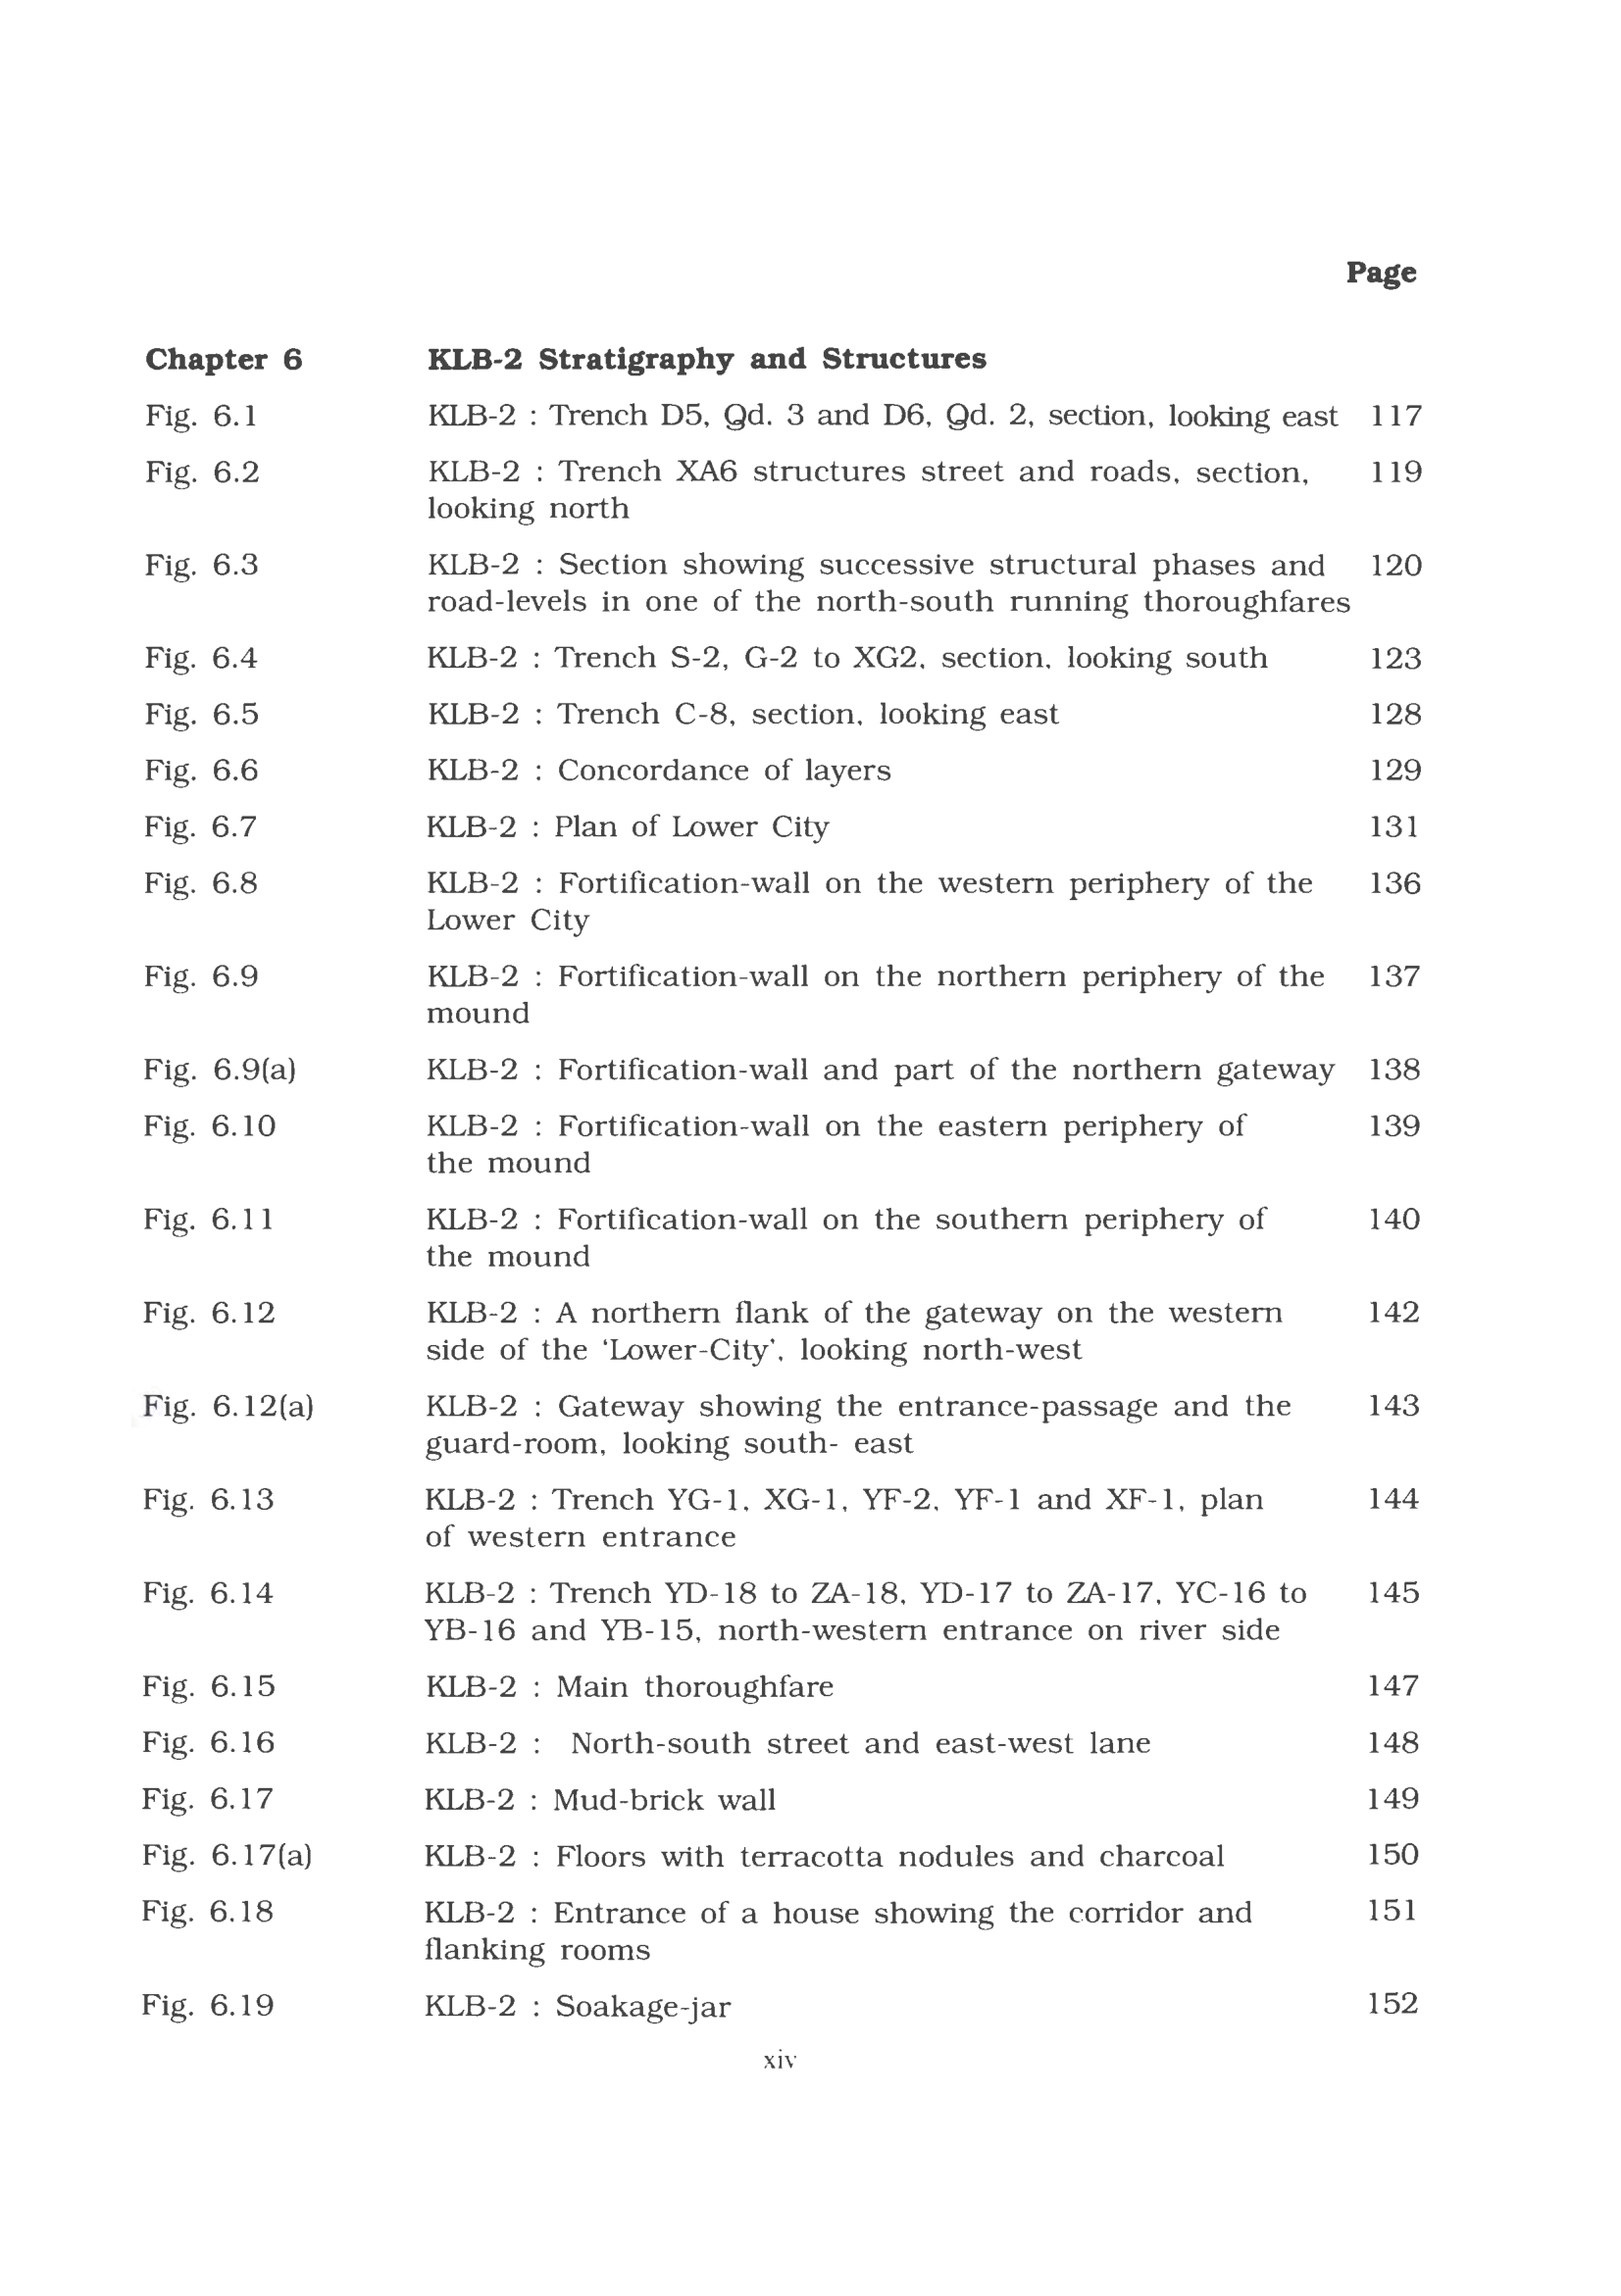 Page
Chapter 6 KLB-2 Stratigraphy and Structures
Fig. 6.1 KLB-2 : Trench D5, Qd. 3 and D6, Qd. 2, section, looking east 117
Fig. 6.2 KLB-2 : Trench XA6 structures street and roads, section, 119
looking north
Fig. 6.3 KLB-2 : Section showing successive structural phases and 120
road-levels in one of the north-south running thoroughfares
Fig. 6.4 KLB-2 : Trench S-2, G-2 to XG2, section, looking south 123
Fig. 6.5 KLB-2 : Trench C-8, section, looking east 128
Fig. 6.6 KLB-2 : Concordance of layers 129
Fig. 6.7 KLB-2 : Plan of Lower City 131
Fig. 6.8 KLB-2 : Fortification-wall on the western periphery of the 136
Lower City
Fig. 6.9 KLB-2 : Fortification-wall on the northern periphery of the 137
mound
Fig. 6.9(a) KLB-2 : Fortification-wall and part of the northern gateway 138
Fig. 6.10 KLB-2 : Fortification-wall on the eastern periphery of 139
the mound
Fig. 6.11 KLB-2 : Fortification-wall on the southern periphery of 140
the mound
Fig. 6.12 KLB-2 : A northern flank of the gateway on the western 142
side of the ‘Lower-City’, looking north-west
Fig. 6.12(a) KLB-2 : Gateway showing the entrance-passage and the 143
guard-room, looking south- east
Fig. 6.13 KLB-2 : Trench YG-1, XG-1, YF-2, YF-1 and XF-1, plan 144
of western entrance
Fig. 6.14 KLB-2 : Trench YD-18 to ZA-18, YD-17 to ZA-17, YC-16 to 145
YB-16 and YB-15, north-western entrance on river side
Fig. 6.15 KLB-2 : Main thoroughfare 147
Fig. 6.16 KLB-2 : North-south street and east-west lane 148
Fig. 6.17 KLB-2 : Mud-brick wall 149
Fig. 6.17(a) KLB-2 : Floors with terracotta nodules and charcoal 150
Fig. 6.18 KLB-2 : Entrance of a house showing the corridor and 151
flanking rooms
Fig. 6.19 KLB-2 : Soakage-jar 152
xiv